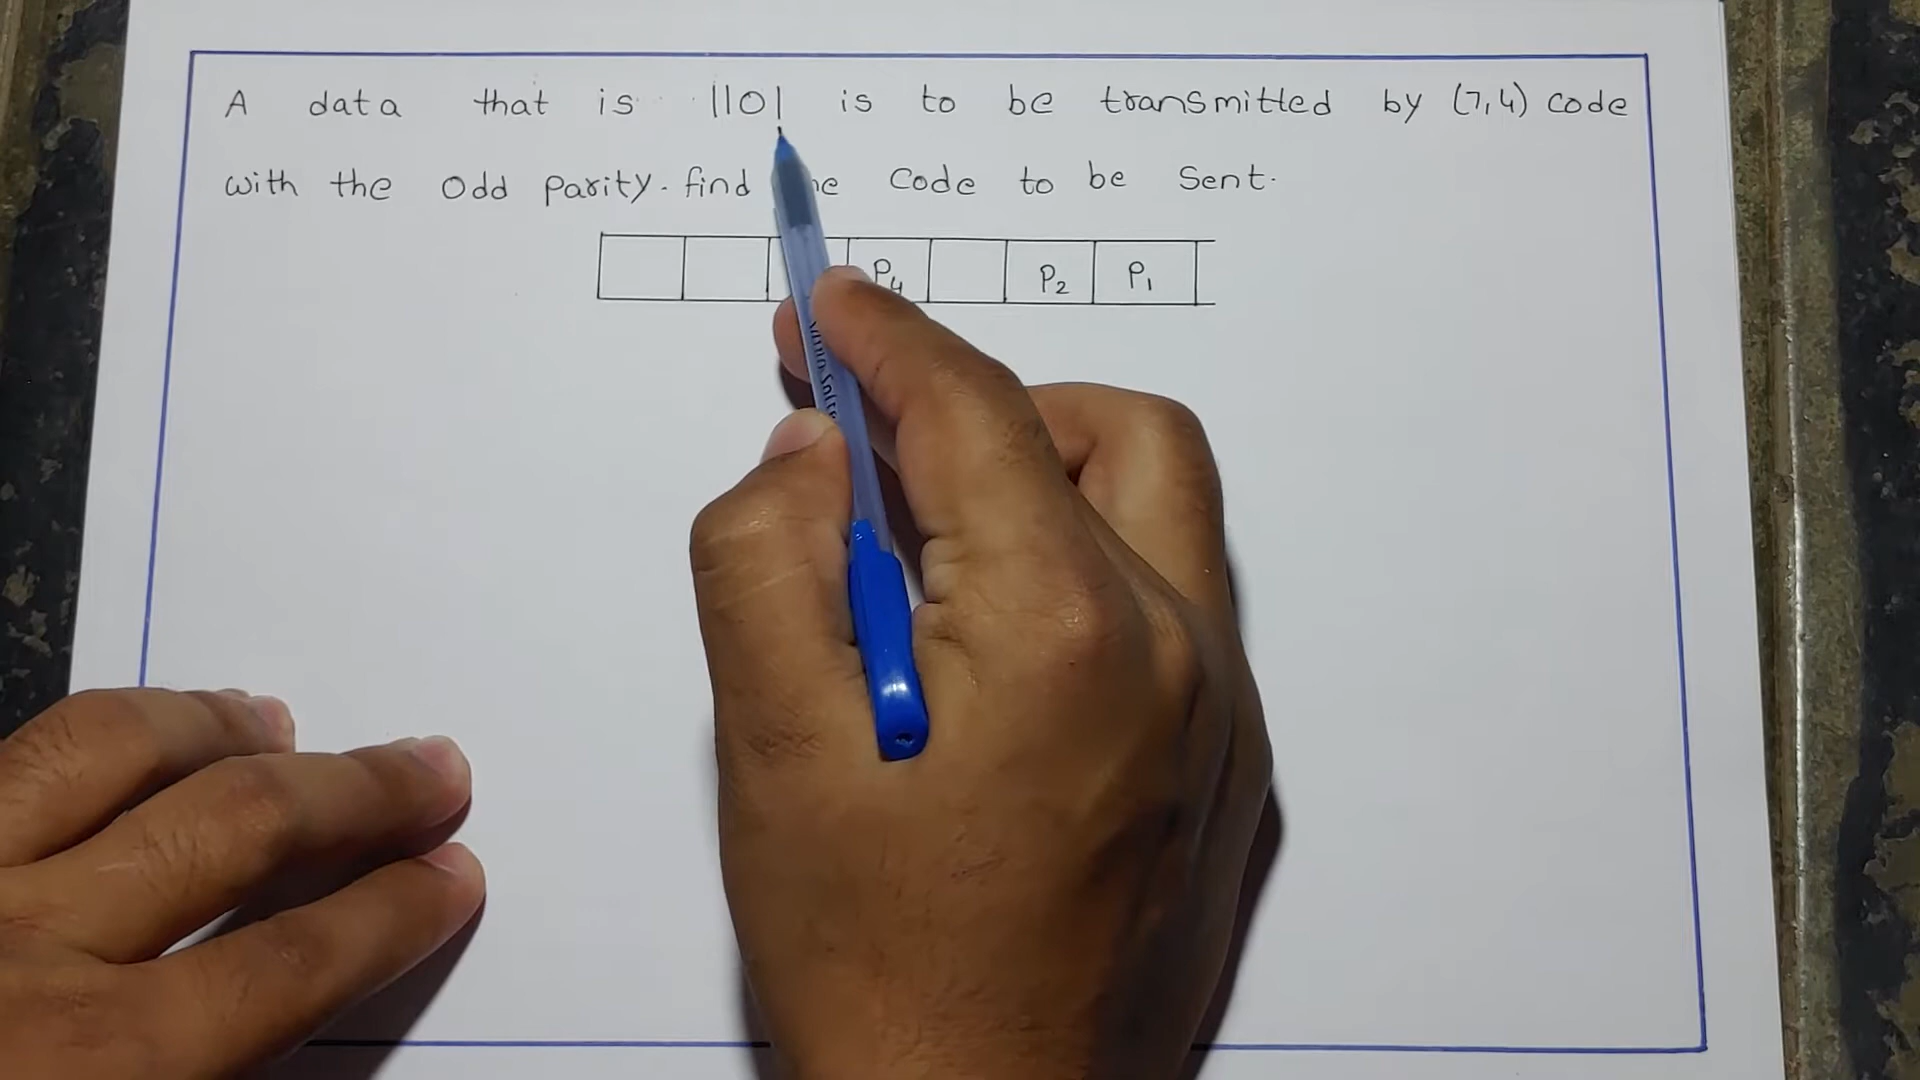 A data that is 1101 is to be transmitted by (7,4) code
with the odd parity. find code to be sent.
P4 P2 P1